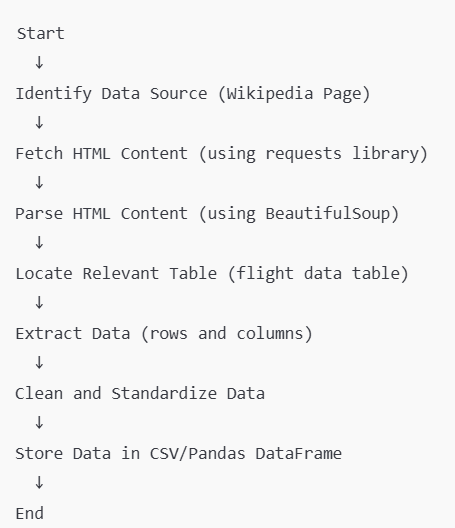 Start
↓
Identify Data Source (Wikipedia Page)
↓
Fetch HTML Content (using requests library)
↓
Parse HTML Content (using BeautifulSoup)
↓
Locate Relevant Table (flight data table)
↓
Extract Data (rows and columns)
↓
Clean and Standardize Data
↓
Store Data in CSV/Pandas DataFrame
↓
End